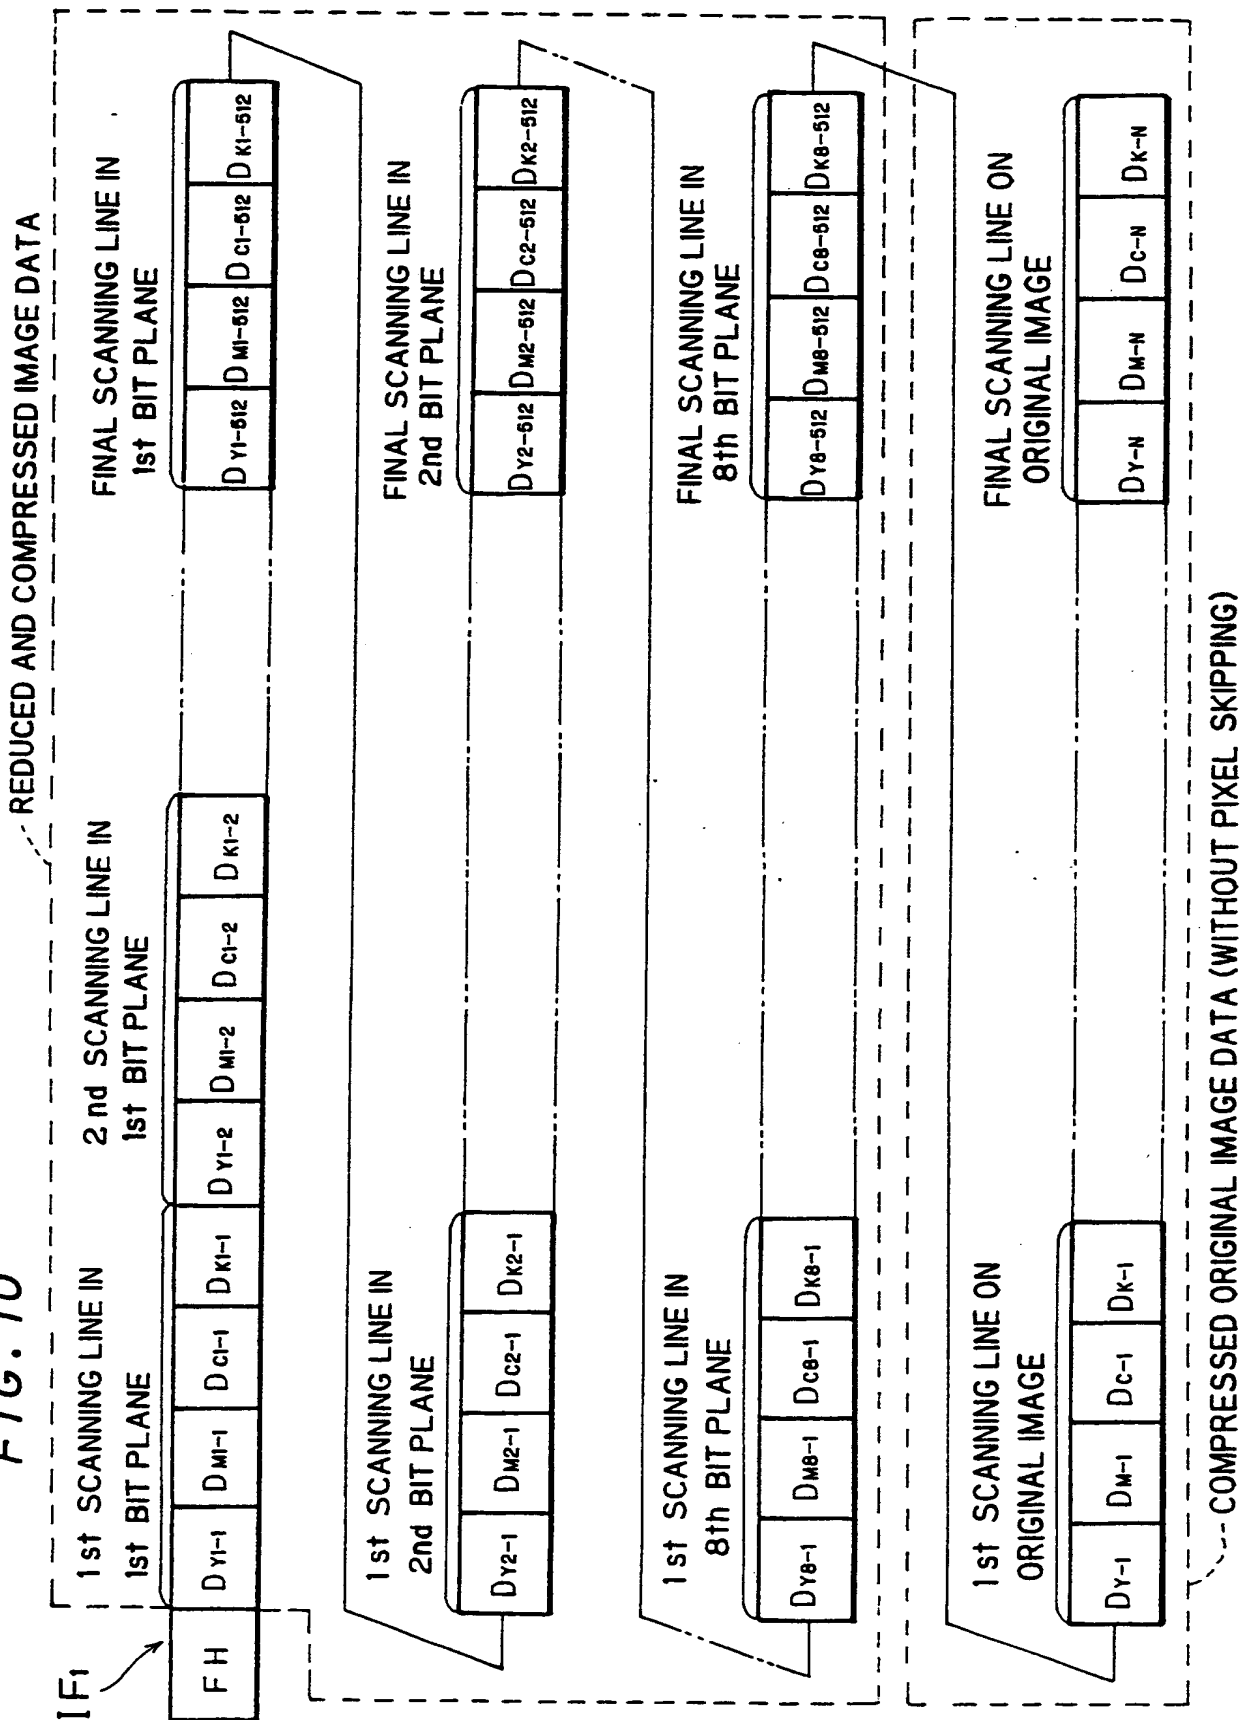 FIG. 10
REDUCED AND COMPRESSED IMAGE DATA
IF1
1st SCANNING LINE IN
1st BIT PLANE
2nd SCANNING LINE IN
1st BIT PLANE
FINAL SCANNING LINE IN
1st BIT PLANE
FH DY1-1 DM1-1 DC1-1 DK1-1 DY1-2 DM1-2 DC1-2 DK1-2 DY1-512 DM1-512 DC1-512 DK1-512
1st SCANNING LINE IN
2nd BIT PLANE
FINAL SCANNING LINE IN
2nd BIT PLANE
DY2-1 DM2-1 DC2-1 DK2-1 DY2-512 DM2-512 DC2-512 DK2-512
1st SCANNING LINE IN
8th BIT PLANE
FINAL SCANNING LINE IN
8th BIT PLANE
DY8-1 DM8-1 DC8-1 DK8-1 DY8-512 DM8-512 DC8-512 DK8-512
1st SCANNING LINE ON
ORIGINAL IMAGE
FINAL SCANNING LINE ON
ORIGINAL IMAGE
DY-1 DM-1 DC-1 DK-1 DY-N DM-N DC-N DK-N
COMPRESSED ORIGINAL IMAGE DATA (WITHOUT PIXEL SKIPPING)